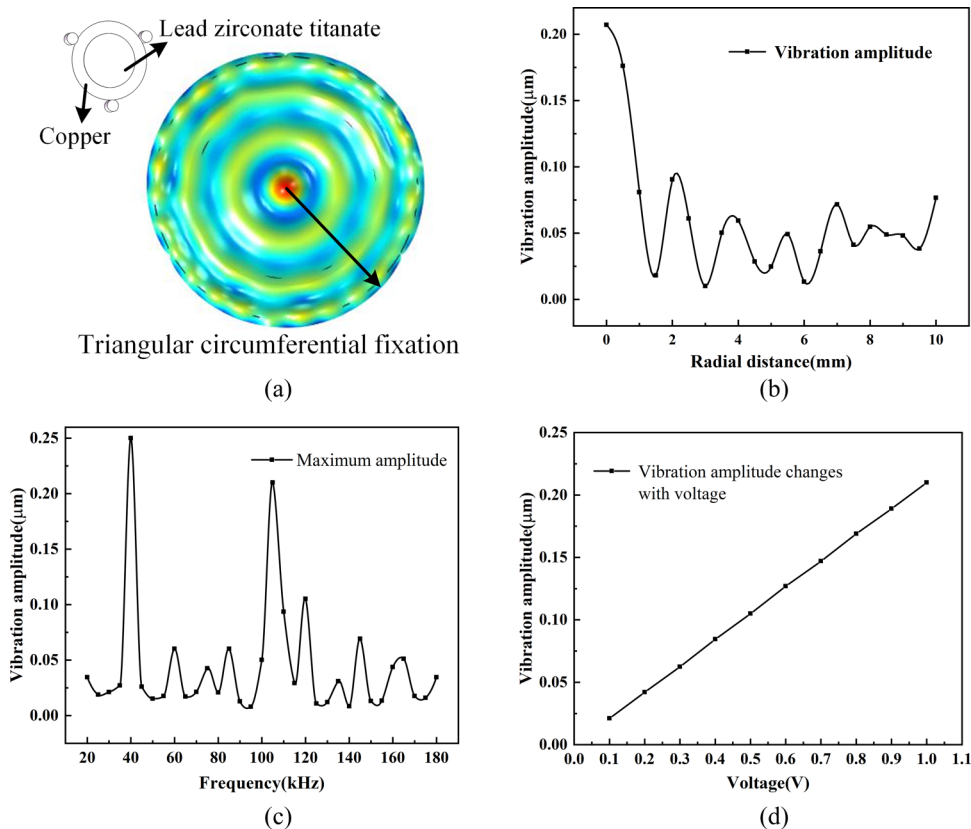 Lead zirconate titanate
Copper
Triangular circumferential fixation
(a)
Vibration amplitude
Vibration amplitude(μm)
0.20
0.15
0.10
0.05
0.00
0 2 4 6 8 10
Radial distance(mm)
(b)
Maximum amplitude
Vibration amplitude(μm)
0.25
0.20
0.15
0.10
0.05
0.00
20 40 60 80 100 120 140 160 180
Frequency(kHz)
(c)
Vibration amplitude changes
with voltage
Vibration amplitude(μm)
0.25
0.20
0.15
0.10
0.05
0.00
0.0 0.1 0.2 0.3 0.4 0.5 0.6 0.7 0.8 0.9 1.0 1.1
Voltage(V)
(d)